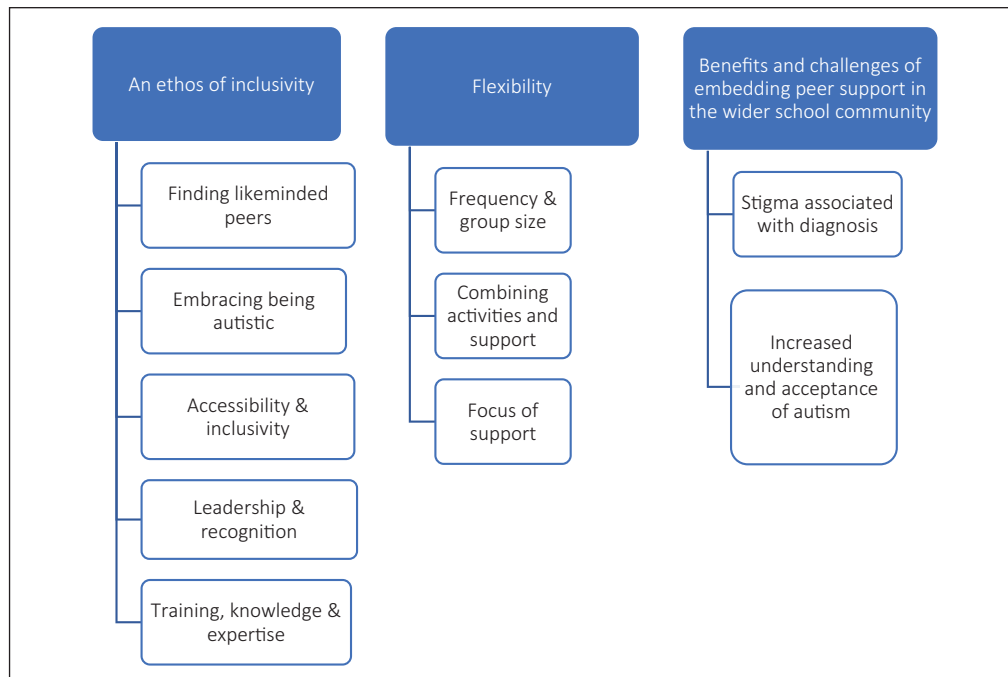 An ethos of inclusivity
Finding likeminded
peers
Embracing being
autistic
Accessibility &
inclusivity
Leadership &
recognition
Training, knowledge &
expertise
Flexibility
Frequency &
group size
Combining
activities and
support
Focus of
support
Benefits and challenges of
embedding peer support in
the wider school community
Stigma associated
with diagnosis
Increased
understanding
and acceptance
of autism